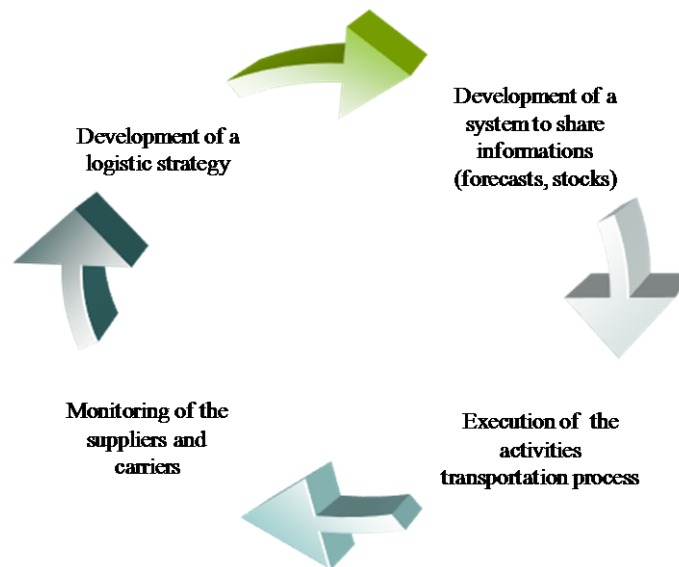 Development of a
logistic strategy
Development of a
system to share
informations
(forecasts, stocks)
Execution of the
activities
transportation process
Monitoring of the
suppliers and
carriers